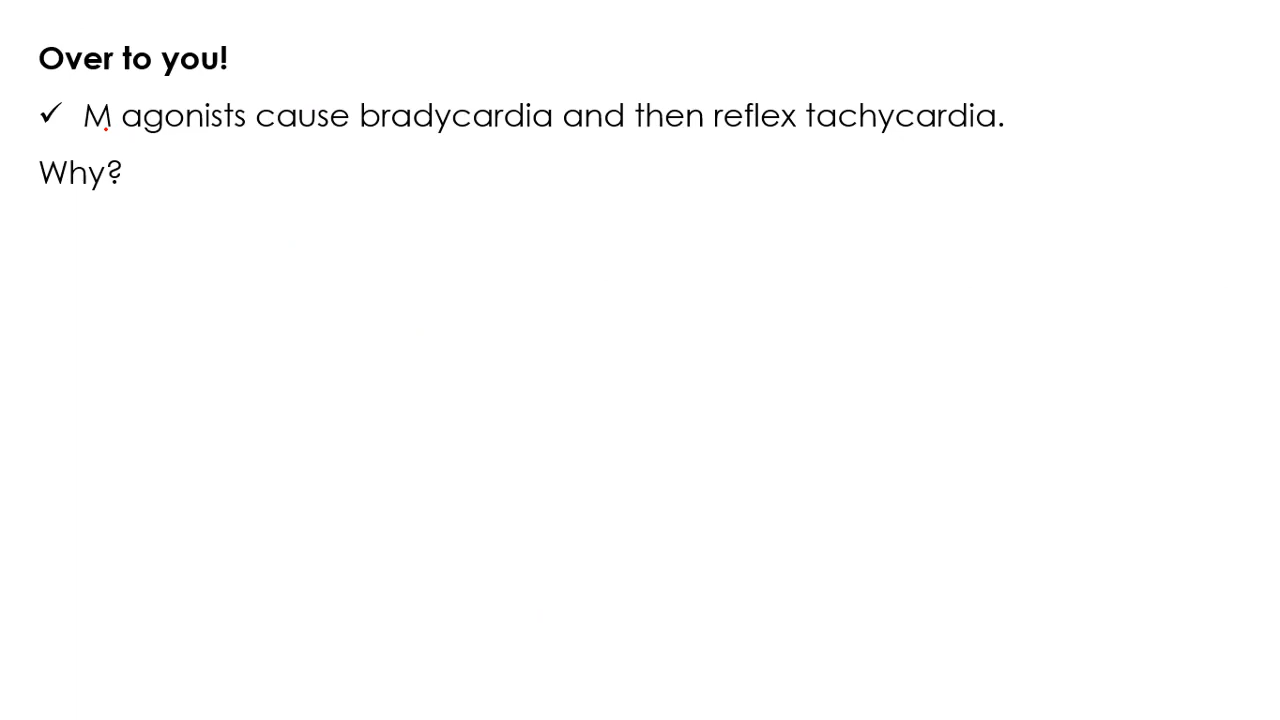 Over to you!
✓ M agonists cause bradycardia and then reflex tachycardia.
Why?